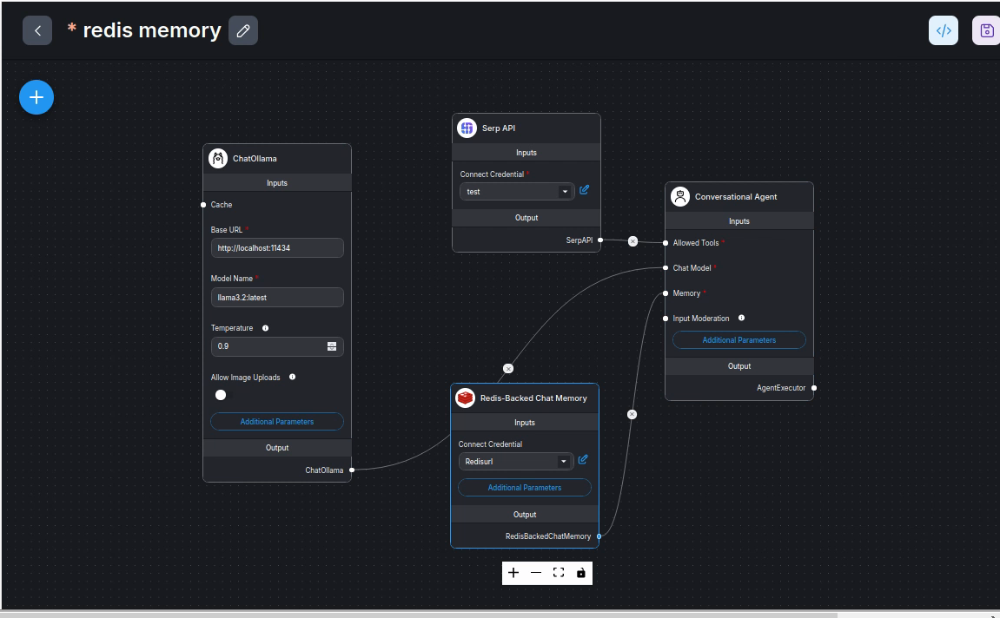 * redis memory
</>
ChatOllama
Inputs
Cache
Base URL *
http://localhost:11434
Model Name *
llama3.2:latest
Temperature
0.9
Allow Image Uploads
Additional Parameters
Output
ChatOllama
Serp API
Inputs
Connect Credential *
test
Output
SerpAPI
Redis-Backed Chat Memory
Inputs
Connect Credential
Redisurl
Additional Parameters
Output
RedisBackedChatMemory
Conversational Agent
Inputs
Allowed Tools *
Chat Model *
Memory *
Input Moderation
Additional Parameters
Output
AgentExecutor